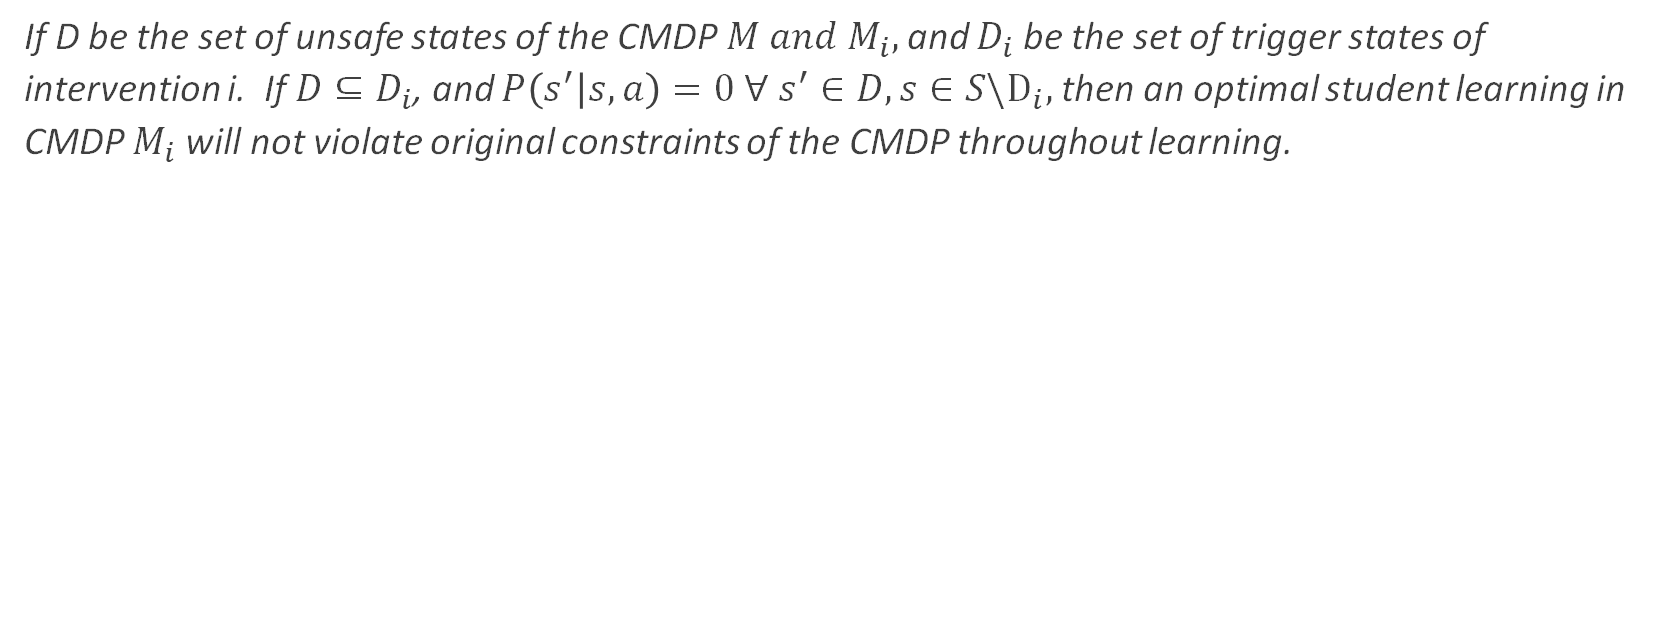 If D be the set of unsafe states of the CMDP M and Mᵢ, and Dᵢ be the set of trigger states of
intervention i. If D ⊆ Dᵢ, and P(s′|s, a) = 0 ∀ s′ ∈ D, s ∈ S\Dᵢ, then an optimal student learning in
CMDP Mᵢ will not violate original constraints of the CMDP throughout learning.